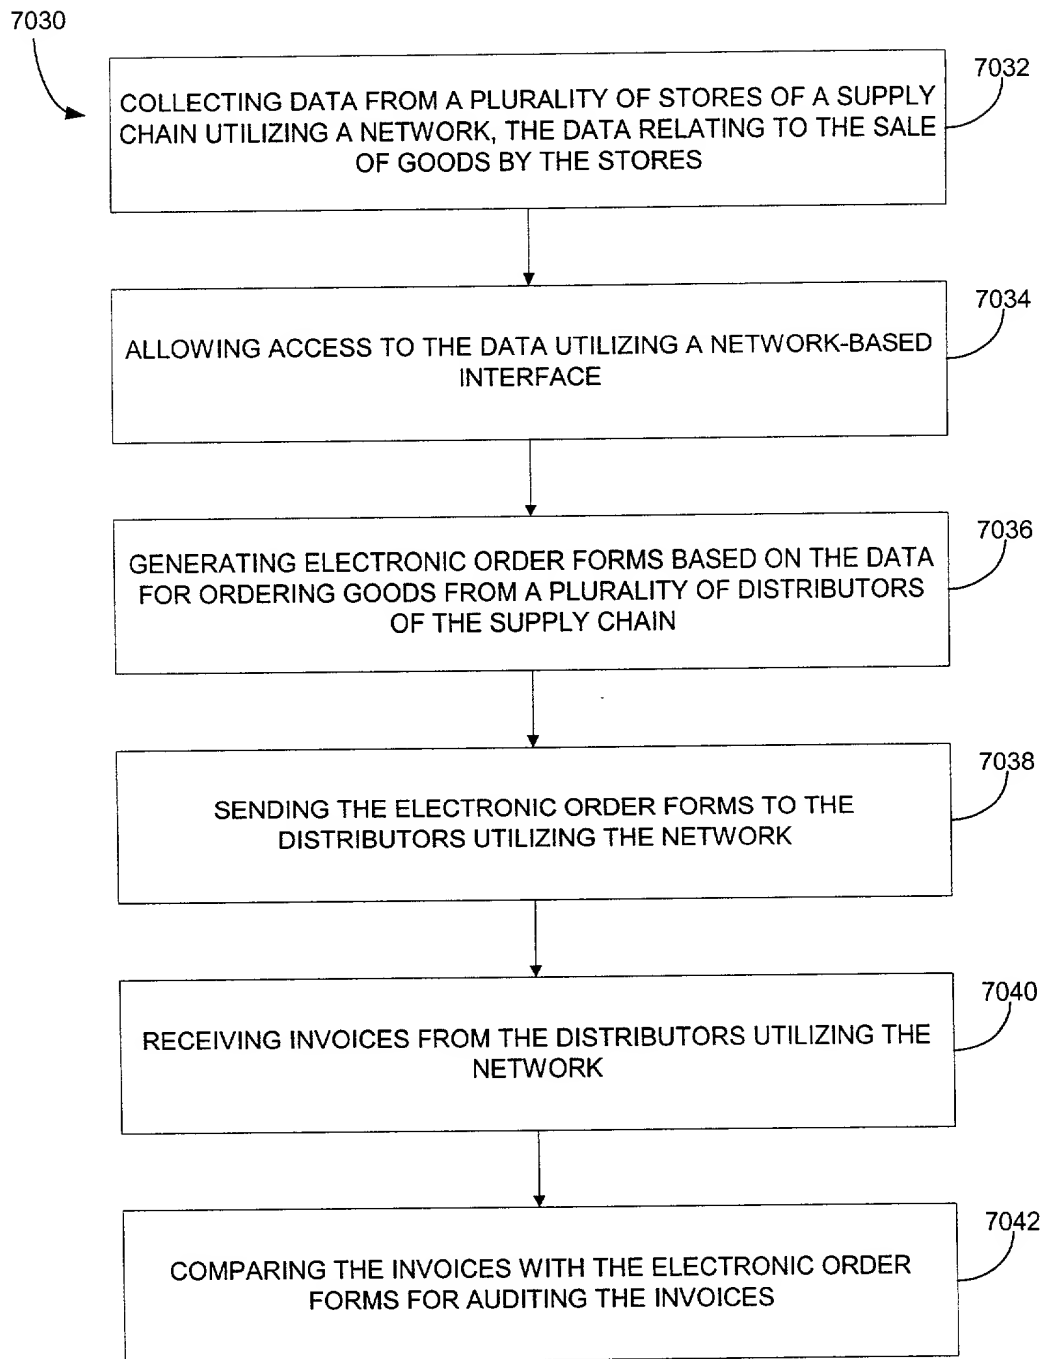 7030
7032
COLLECTING DATA FROM A PLURALITY OF STORES OF A SUPPLY
CHAIN UTILIZING A NETWORK, THE DATA RELATING TO THE SALE
OF GOODS BY THE STORES
7034
ALLOWING ACCESS TO THE DATA UTILIZING A NETWORK-BASED
INTERFACE
7036
GENERATING ELECTRONIC ORDER FORMS BASED ON THE DATA
FOR ORDERING GOODS FROM A PLURALITY OF DISTRIBUTORS
OF THE SUPPLY CHAIN
7038
SENDING THE ELECTRONIC ORDER FORMS TO THE
DISTRIBUTORS UTILIZING THE NETWORK
7040
RECEIVING INVOICES FROM THE DISTRIBUTORS UTILIZING THE
NETWORK
7042
COMPARING THE INVOICES WITH THE ELECTRONIC ORDER
FORMS FOR AUDITING THE INVOICES